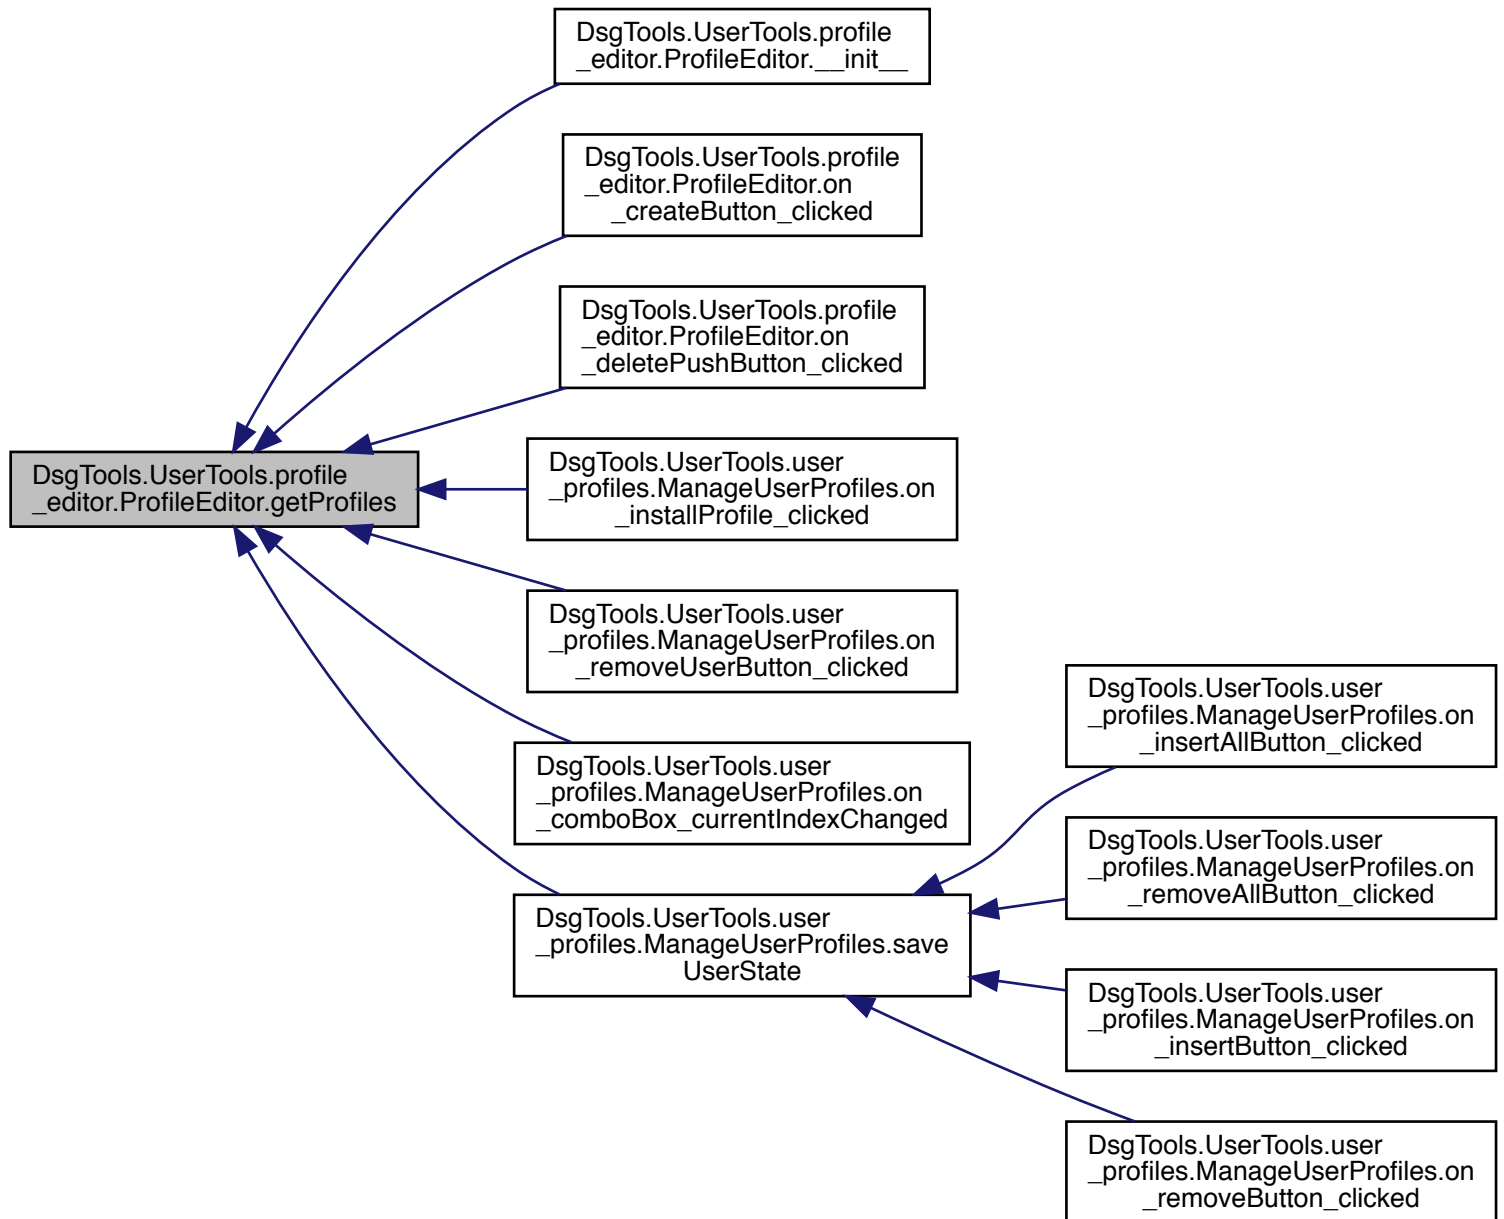 DsgTools.UserTools.profile
_editor.ProfileEditor.__init__
DsgTools.UserTools.profile
_editor.ProfileEditor.on
_createButton_clicked
DsgTools.UserTools.profile
_editor.ProfileEditor.on
_deletePushButton_clicked
DsgTools.UserTools.profile
_editor.ProfileEditor.getProfiles
DsgTools.UserTools.user
_profiles.ManageUserProfiles.on
_installProfile_clicked
DsgTools.UserTools.user
_profiles.ManageUserProfiles.on
_removeUserButton_clicked
DsgTools.UserTools.user
_profiles.ManageUserProfiles.on
_comboBox_currentIndexChanged
DsgTools.UserTools.user
_profiles.ManageUserProfiles.save
UserState
DsgTools.UserTools.user
_profiles.ManageUserProfiles.on
_insertAllButton_clicked
DsgTools.UserTools.user
_profiles.ManageUserProfiles.on
_removeAllButton_clicked
DsgTools.UserTools.user
_profiles.ManageUserProfiles.on
_insertButton_clicked
DsgTools.UserTools.user
_profiles.ManageUserProfiles.on
_removeButton_clicked